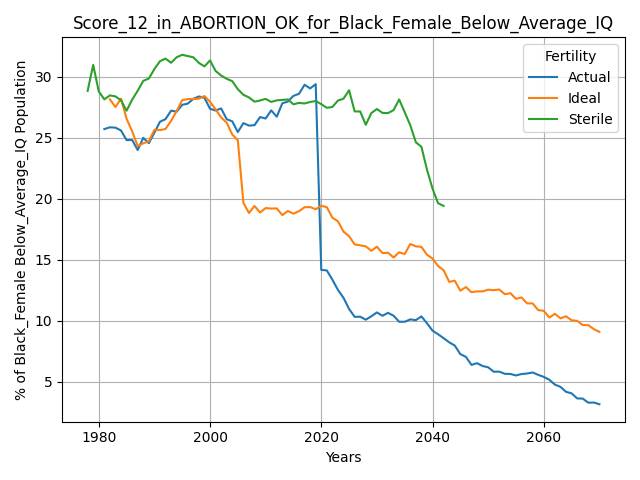 Score_12_in_ABORTION_OK_for_Black_Female_Below_Average_IQ
% of Black_Female Below_Average_IQ Population
30
25
20
15
10
5
Fertility
Actual
Ideal
Sterile
1980
2000
2020
2040
2060
Years